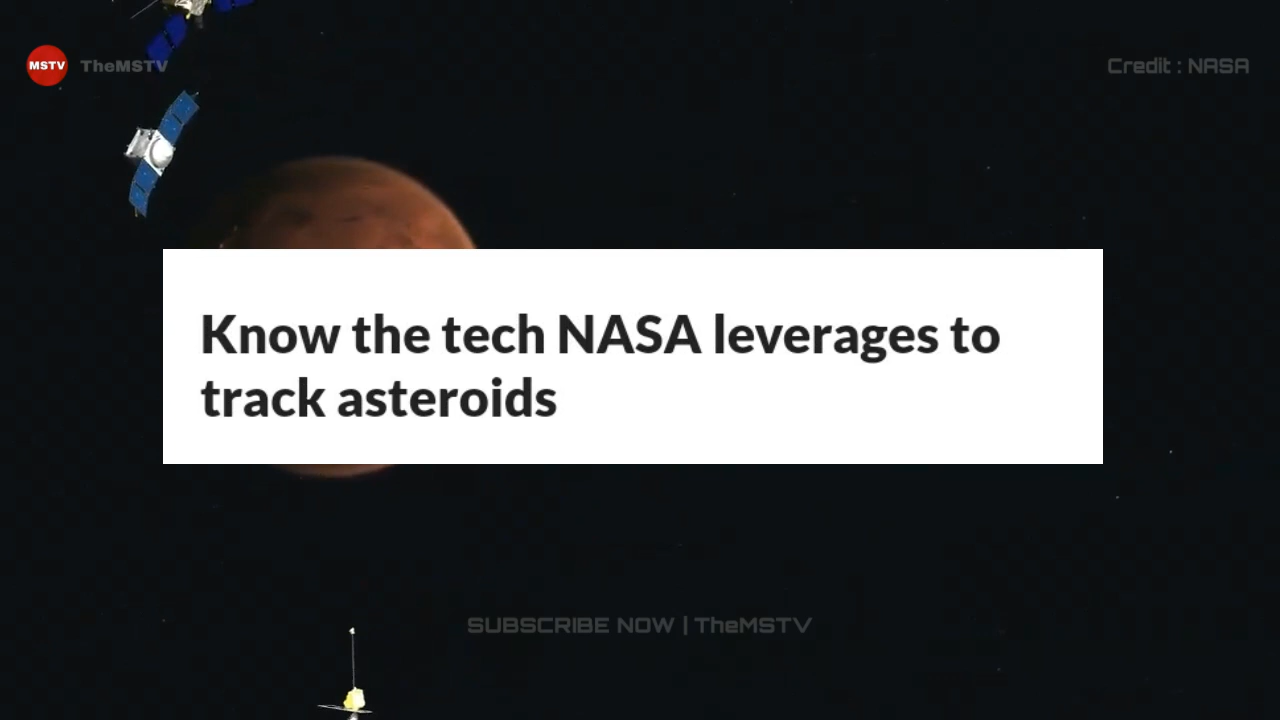 MSTV TheMSTV
Credit : NASA
Know the tech NASA leverages to
track asteroids
SUBSCRIBE NOW | TheMSTV